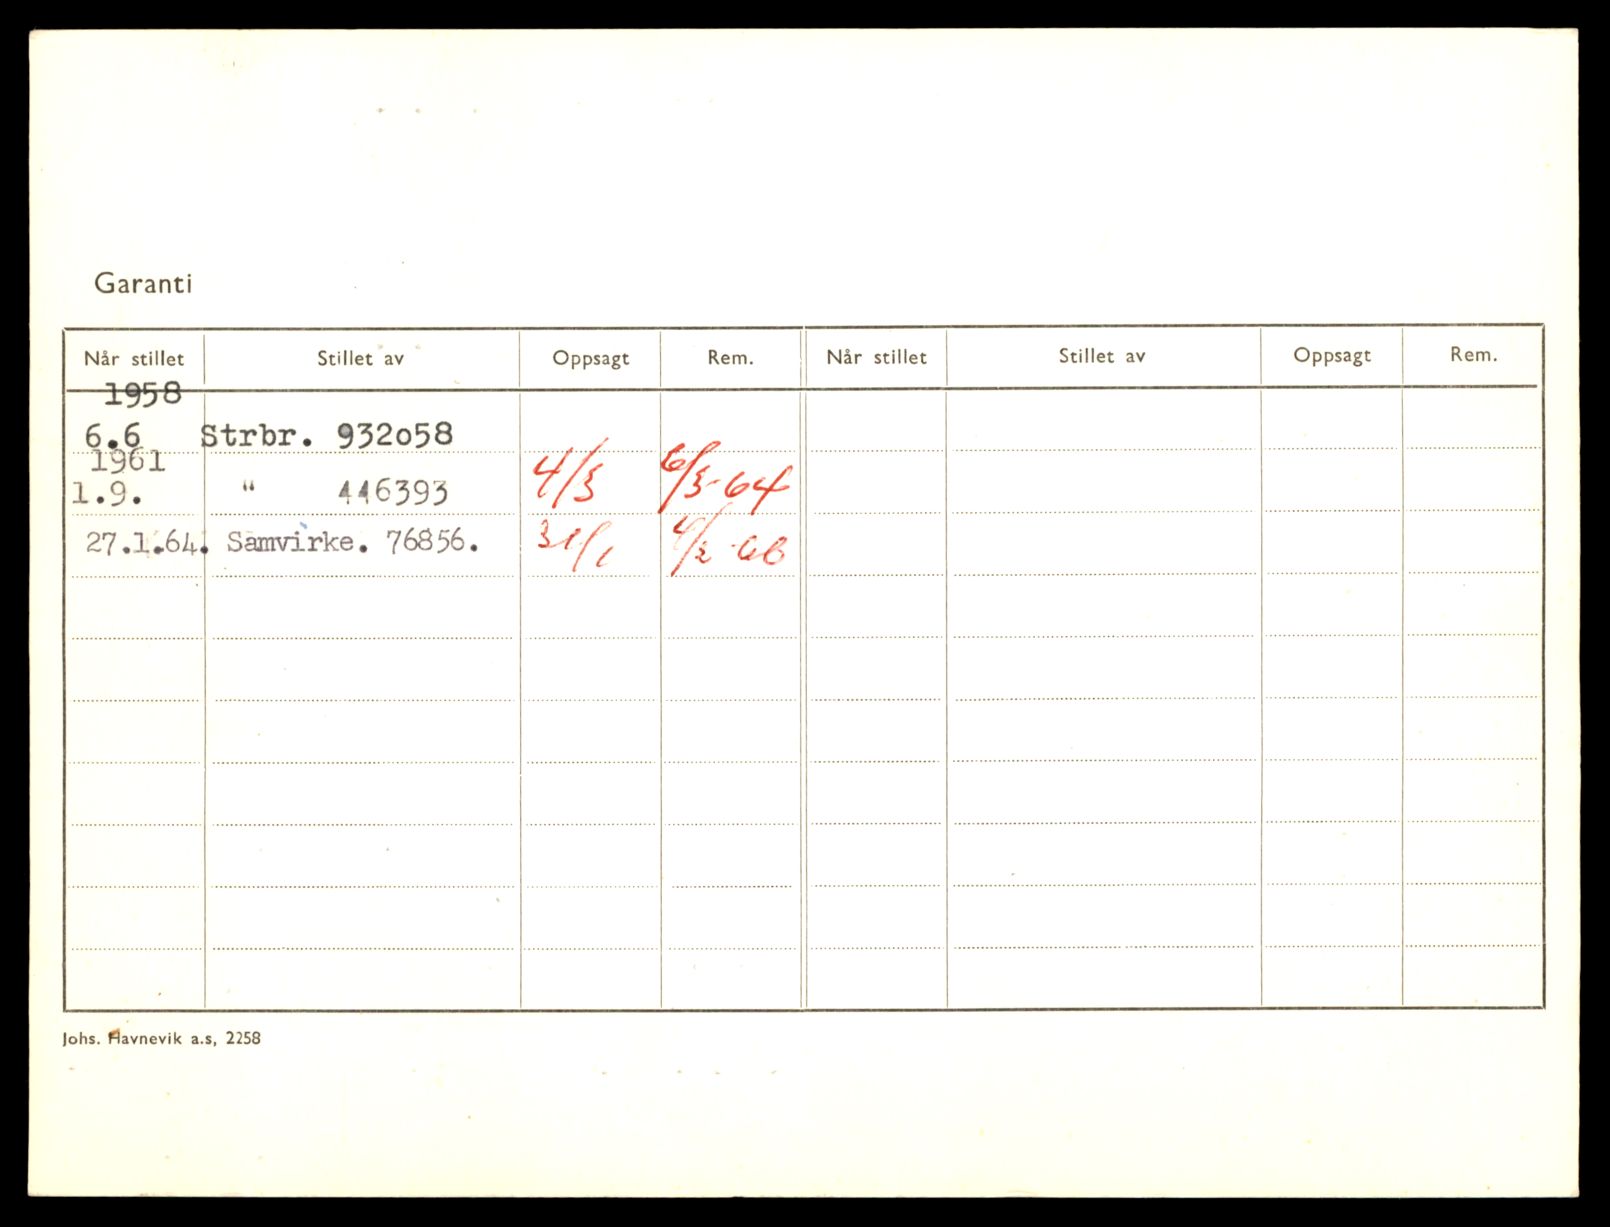 Garanti
Når stillet Stillet av Oppsagt Rem. Når stillet Stillet av Oppsagt Rem.
1958
6.6 Strbr. 932o58
1961
1.9. " 446393 4/3 6/3-64
27.1.64. Samvirke. 76856. 31/1 4/2-66
Johs. Havnevik a.s, 2258